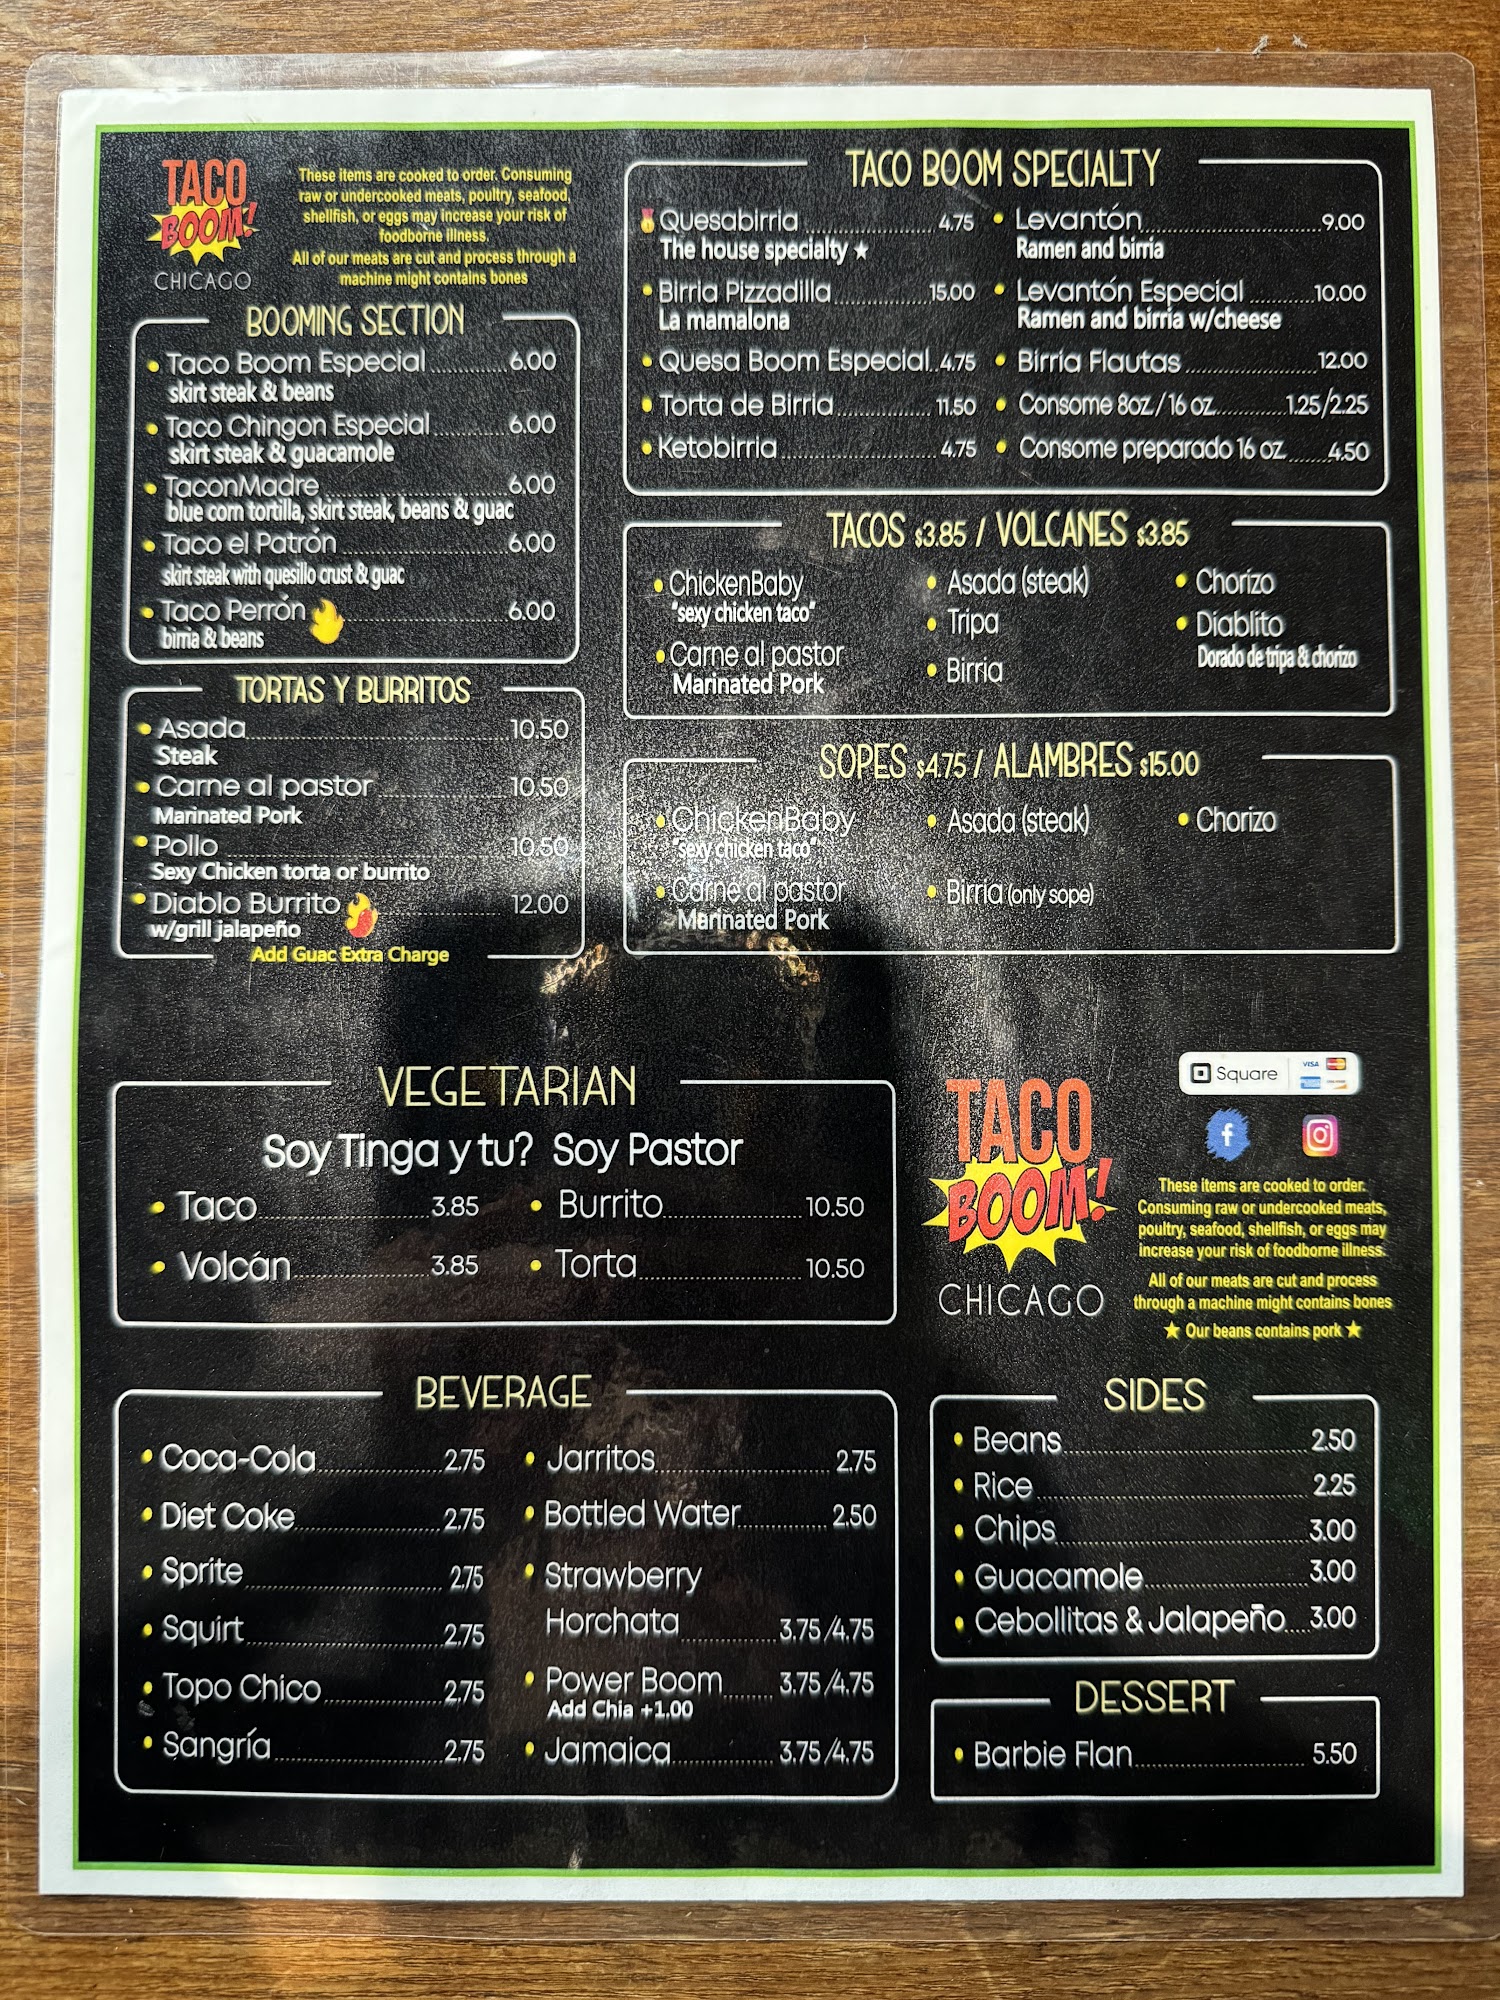 TACO
BOOM!
CHICAGO
These items are cooked to order. Consuming
raw or undercooked meats, poultry, seafood,
shellfish, or eggs may increase your risk of
foodborne illness.
All of our meats are cut and process through a
machine might contains bones
BOOMING SECTION
Taco Boom Especial 6.00
skirt steak & beans
Taco Chingon Especial 6.00
skirt steak & guacamole
TaconMadre 6.00
blue corn tortilla, skirt steak, beans & guac
Taco el Patrón 6.00
skirt steak with quesillo crust & guac
Taco Perrón 6.00
birria & beans
TORTAS Y BURRITOS
Asada 10.50
Steak
Carne al pastor 10.50
Marinated Pork
Pollo 10.50
Sexy Chicken torta or burrito
Diablo Burrito 12.00
w/grill jalapeño
Add Guac Extra Charge
TACO BOOM SPECIALTY
Quesabirria 4.75
The house specialty ★
Birria Pizzadilla 15.00
La mamalona
Quesa Boom Especial 4.75
Torta de Birria 11.50
Ketobirria 4.75
Levantón 9.00
Ramen and birria
Levantón Especial 10.00
Ramen and birria w/cheese
Birria Flautas 12.00
Consome 8oz./16 oz. 1.25/2.25
Consome preparado 16 oz. 4.50
TACOS $3.85 / VOLCANES $3.85
ChickenBaby
"sexy chicken taco"
Carne al pastor
Marinated Pork
Asada (steak)
Tripa
Birria
Chorizo
Diablito
Dorado de tripa & chorizo
SOPES $4.75 / ALAMBRES $15.00
ChickenBaby
"sexy chicken taco"
Carne al pastor
Marinated Pork
Asada (steak)
Birria (only sope)
Chorizo
VEGETARIAN
Soy Tinga y tu? Soy Pastor
Taco 3.85
Volcán 3.85
Burrito 10.50
Torta 10.50
TACO
BOOM!
CHICAGO
Square VISA
These items are cooked to order.
Consuming raw or undercooked meats,
poultry, seafood, shellfish, or eggs may
increase your risk of foodborne illness.
All of our meats are cut and process
through a machine might contains bones
★ Our beans contains pork ★
BEVERAGE
Coca-Cola 2.75
Diet Coke 2.75
Sprite 2.75
Squirt 2.75
Topo Chico 2.75
Sangría 2.75
Jarritos 2.75
Bottled Water 2.50
Strawberry
Horchata 3.75/4.75
Power Boom 3.75/4.75
Add Chia +1.00
Jamaica 3.75/4.75
SIDES
Beans 2.50
Rice 2.25
Chips 3.00
Guacamole 3.00
Cebollitas & Jalapeño 3.00
DESSERT
Barbie Flan 5.50